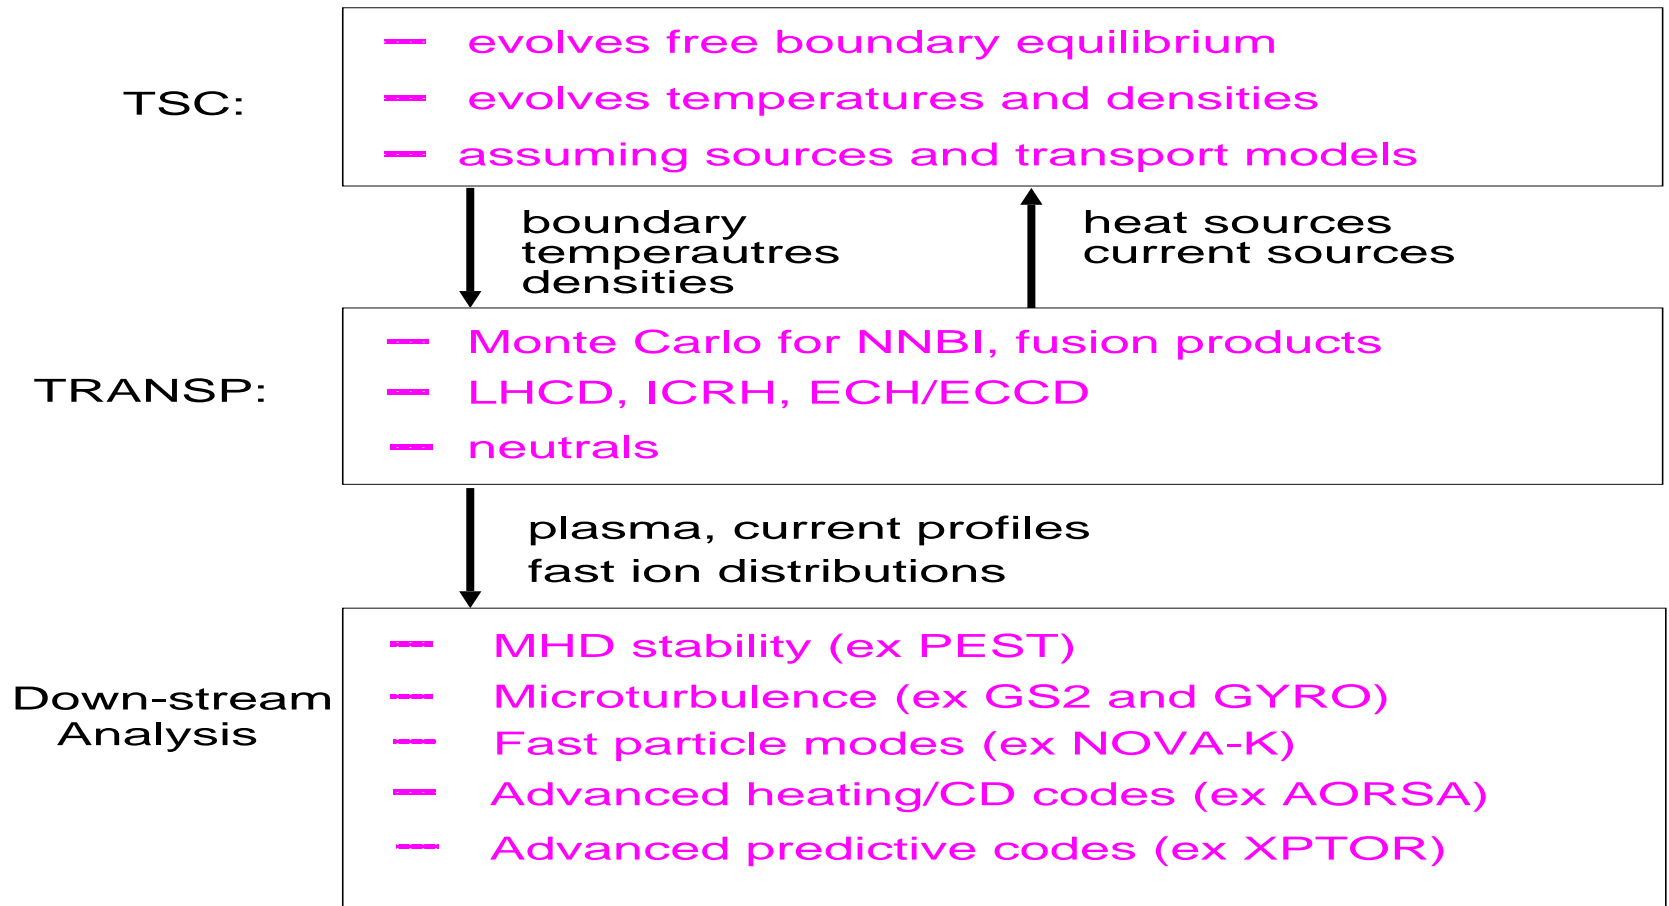 TSC:
— evolves free boundary equilibrium
— evolves temperatures and densities
— assuming sources and transport models
boundary
temperautres
densities
heat sources
current sources
TRANSP:
— Monte Carlo for NNBI, fusion products
— LHCD, ICRH, ECH/ECCD
— neutrals
plasma, current profiles
fast ion distributions
Down-stream
Analysis
— MHD stability (ex PEST)
— Microturbulence (ex GS2 and GYRO)
— Fast particle modes (ex NOVA-K)
— Advanced heating/CD codes (ex AORSA)
— Advanced predictive codes (ex XPTOR)